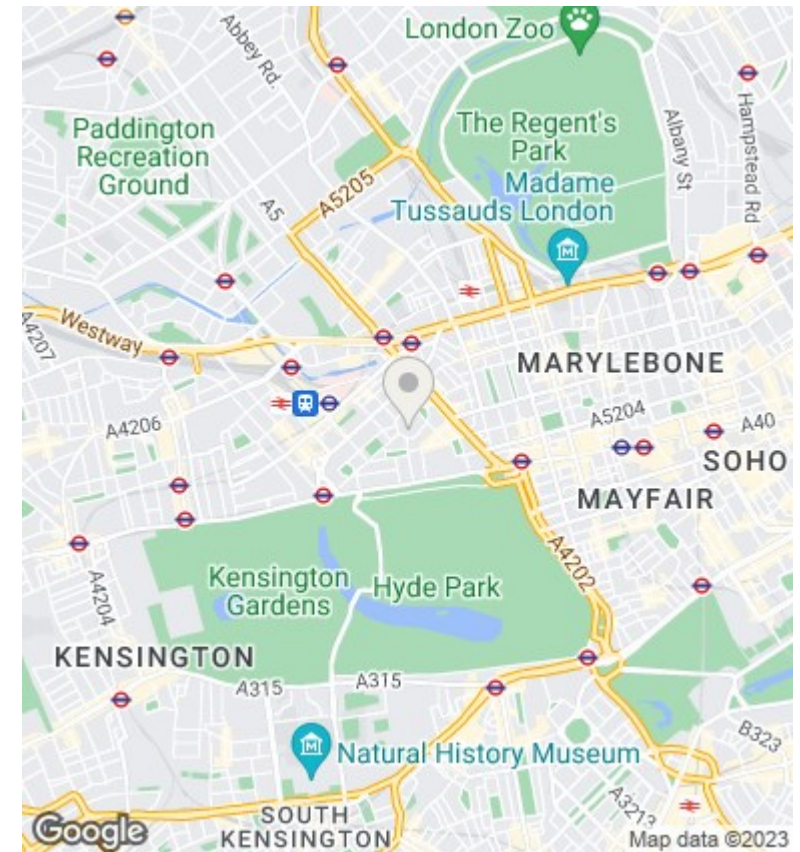 London Zoo
Abbey Rd.
Paddington
Recreation
Ground
The Regent's
Park
Albany St
Hampstead Rd
Madame
Tussauds London
A5205
A5
Westway
A4207
MARYLEBONE
A4206
A5204
A40
SOHO
MAYFAIR
A4202
Kensington
Gardens
Hyde Park
A4204
KENSINGTON
A315
A315
B323
Natural History Museum
A3213
SOUTH
KENSINGTON
Google
Map data ©2023